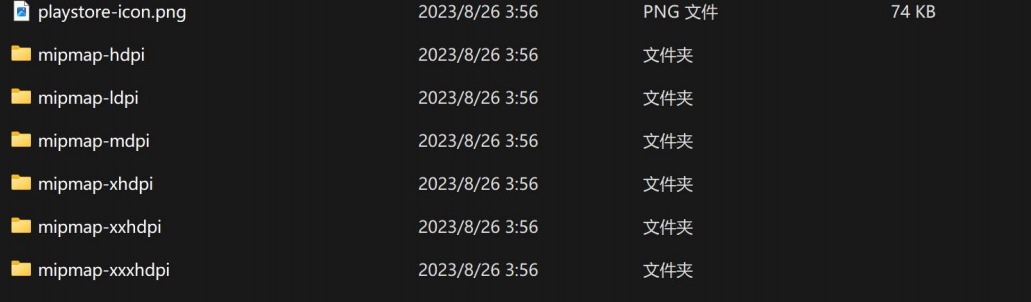 playstore-icon.png 2023/8/26 3:56 PNG 文件 74 KB
mipmap-hdpi 2023/8/26 3:56 文件夹
mipmap-ldpi 2023/8/26 3:56 文件夹
mipmap-mdpi 2023/8/26 3:56 文件夹
mipmap-xhdpi 2023/8/26 3:56 文件夹
mipmap-xxhdpi 2023/8/26 3:56 文件夹
mipmap-xxxhdpi 2023/8/26 3:56 文件夹